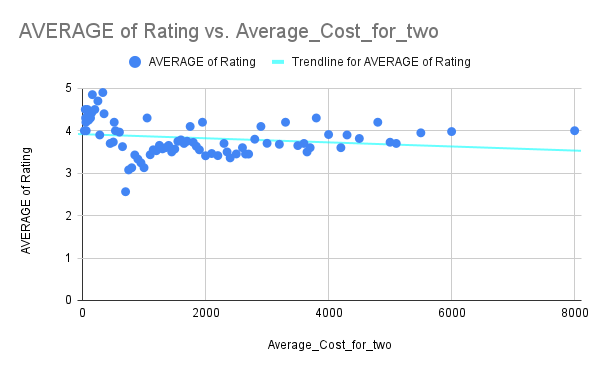 AVERAGE of Rating vs. Average_Cost_for_two
AVERAGE of Rating
Trendline for AVERAGE of Rating
AVERAGE of Rating
5
4
3
2
1
0
0
2000
4000
6000
8000
Average_Cost_for_two